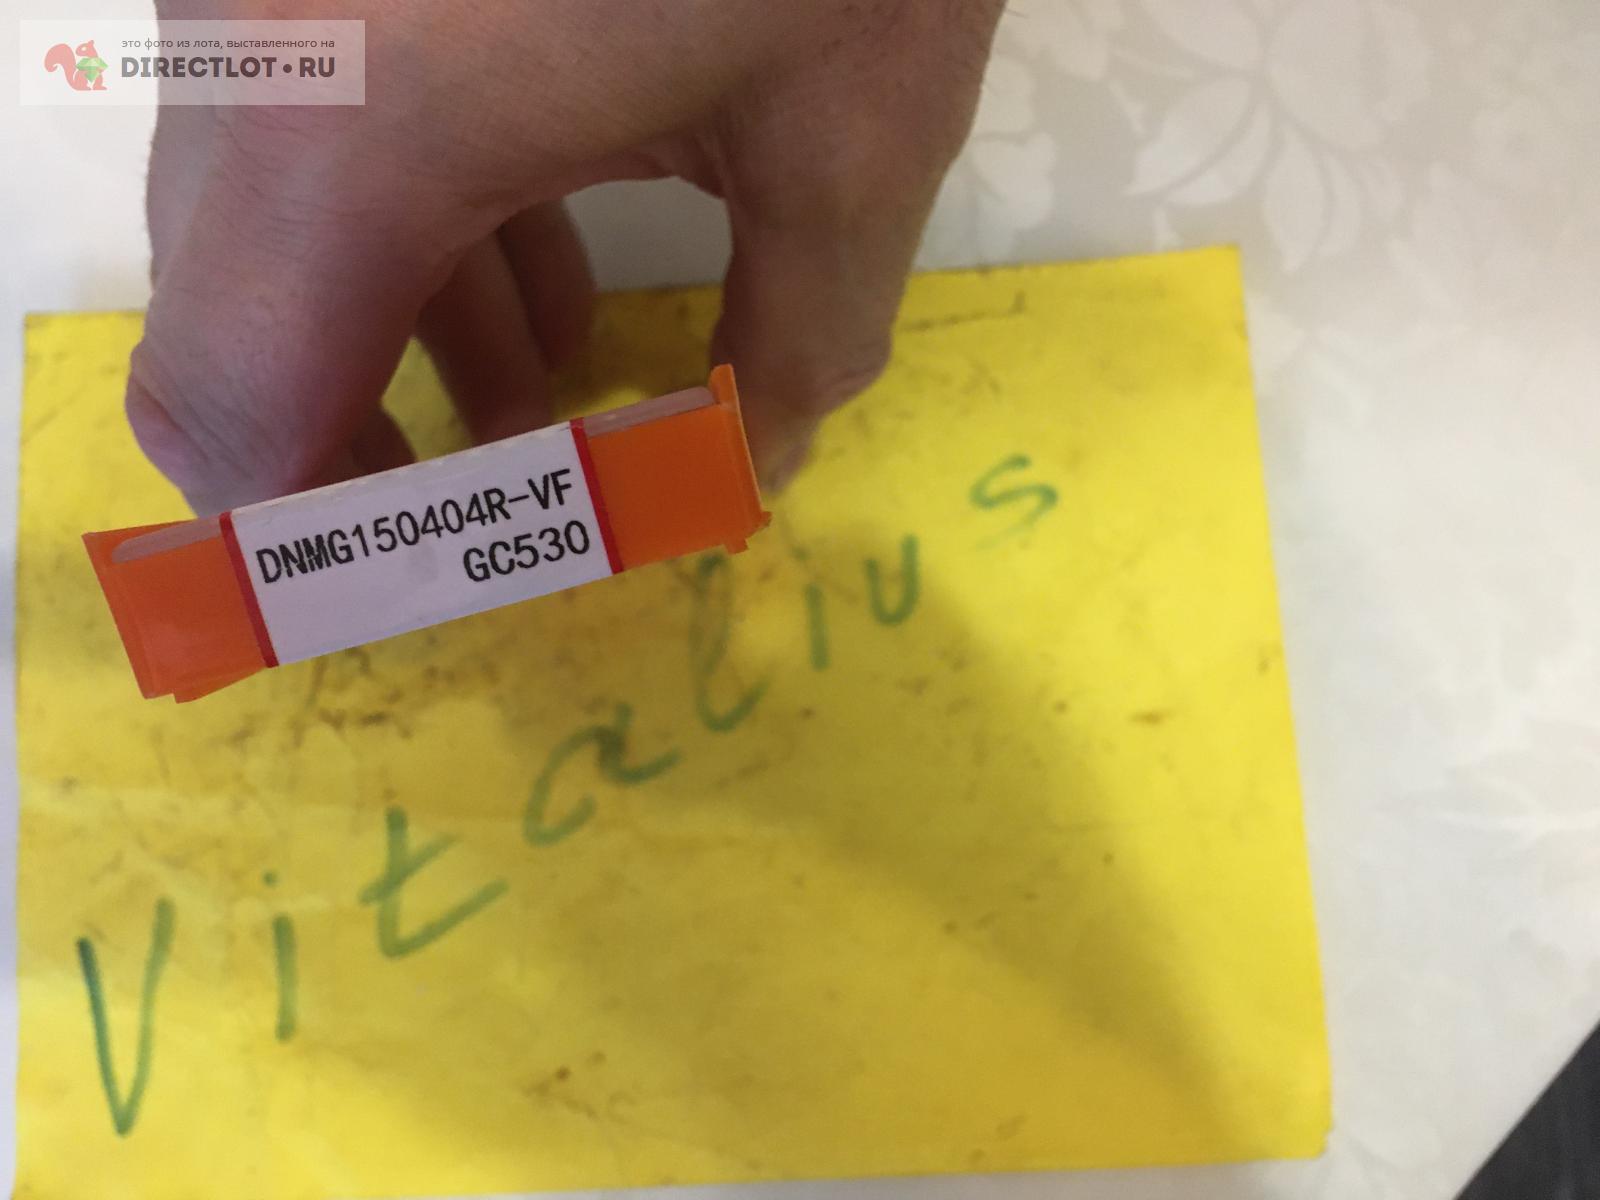 это фото из лота, выставленного на
DIRECTLOT•RU
DNMG150404R-VF
GC530
Vitalius